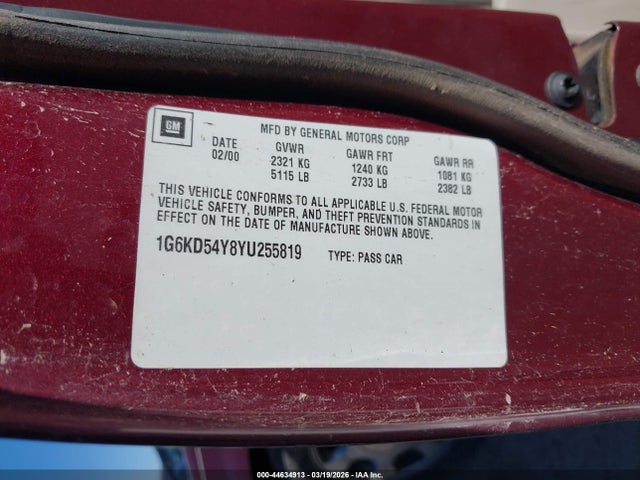 GM
MFD BY GENERAL MOTORS CORP
DATE GVWR GAWR FRT GAWR RR
02/00 2321 KG 1240 KG 1081 KG
5115 LB 2733 LB 2382 LB
THIS VEHICLE CONFORMS TO ALL APPLICABLE U.S. FEDERAL MOTOR
VEHICLE SAFETY, BUMPER, AND THEFT PREVENTION STANDARDS IN
EFFECT ON THE DATE OF MANUFACTURE SHOWN ABOVE.
1G6KD54Y8YU255819 TYPE: PASS CAR
000-44634913 - 03/19/2026 - IAA Inc.